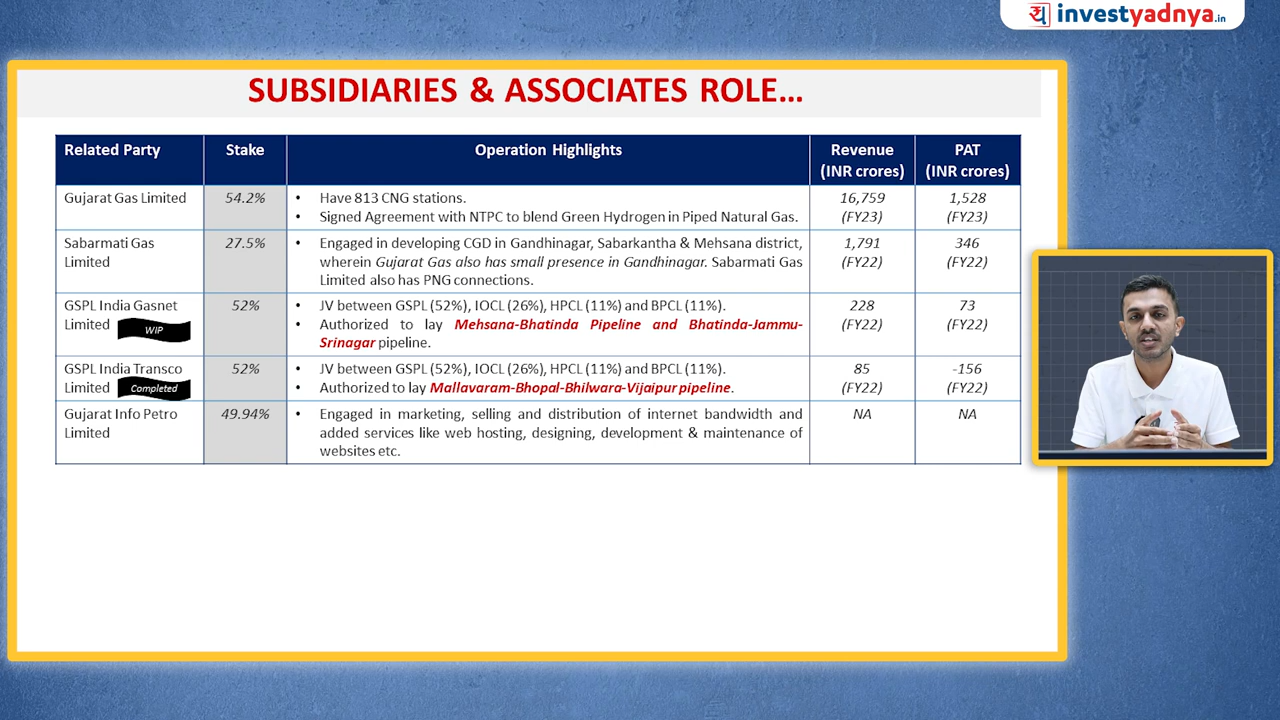 य investyadnya.in
SUBSIDIARIES & ASSOCIATES ROLE…
Related Party Stake Operation Highlights Revenue (INR crores) PAT (INR crores)
Gujarat Gas Limited 54.2%
• Have 813 CNG stations.
• Signed Agreement with NTPC to blend Green Hydrogen in Piped Natural Gas.
16,759
(FY23)
1,528
(FY23)
Sabarmati Gas
Limited
27.5%
• Engaged in developing CGD in Gandhinagar, Sabarkantha & Mehsana district,
wherein Gujarat Gas also has small presence in Gandhinagar. Sabarmati Gas
Limited also has PNG connections.
1,791
(FY22)
346
(FY22)
GSPL India Gasnet
Limited WIP
52%
• JV between GSPL (52%), IOCL (26%), HPCL (11%) and BPCL (11%).
• Authorized to lay Mehsana-Bhatinda Pipeline and Bhatinda-Jammu-
Srinagar pipeline.
228
(FY22)
73
(FY22)
GSPL India Transco
Limited Completed
52%
• JV between GSPL (52%), IOCL (26%), HPCL (11%) and BPCL (11%).
• Authorized to lay Mallavaram-Bhopal-Bhilwara-Vijaipur pipeline.
85
(FY22)
-156
(FY22)
Gujarat Info Petro
Limited
49.94%
• Engaged in marketing, selling and distribution of internet bandwidth and
added services like web hosting, designing, development & maintenance of
websites etc.
NA
NA